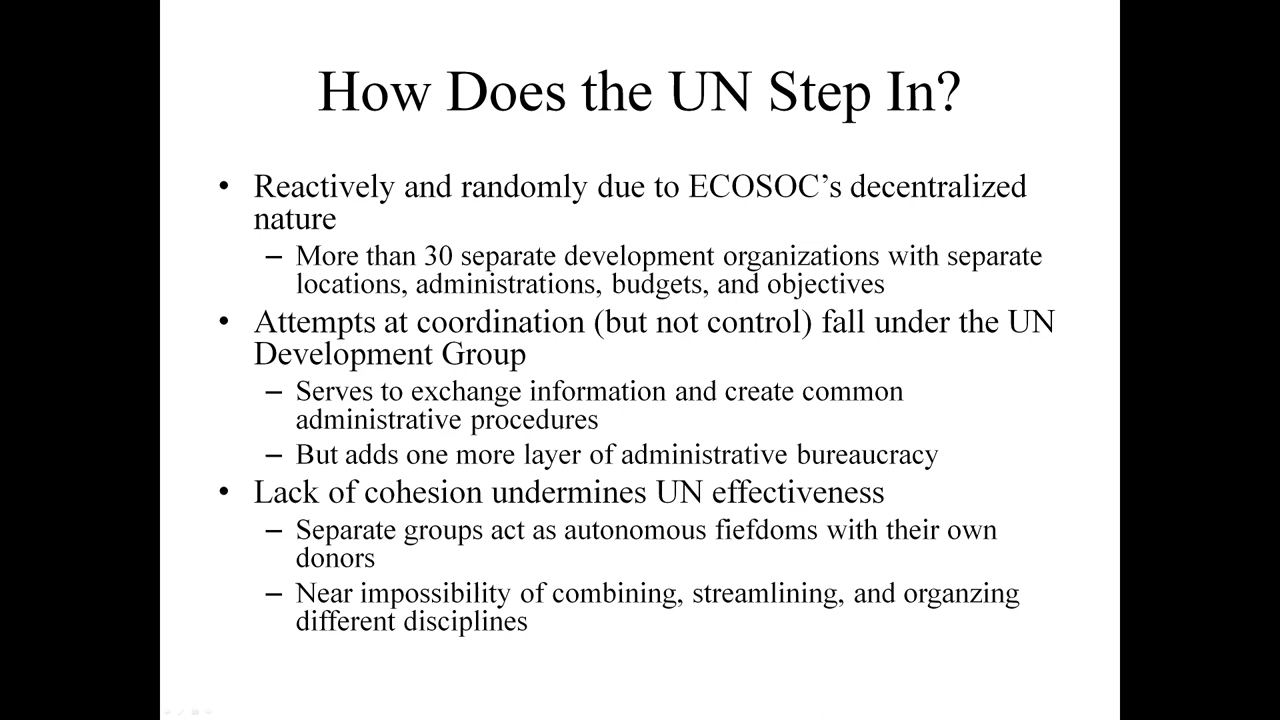 How Does the UN Step In?
• Reactively and randomly due to ECOSOC’s decentralized
nature
– More than 30 separate development organizations with separate
locations, administrations, budgets, and objectives
• Attempts at coordination (but not control) fall under the UN
Development Group
– Serves to exchange information and create common
administrative procedures
– But adds one more layer of administrative bureaucracy
• Lack of cohesion undermines UN effectiveness
– Separate groups act as autonomous fiefdoms with their own
donors
– Near impossibility of combining, streamlining, and organzing
different disciplines